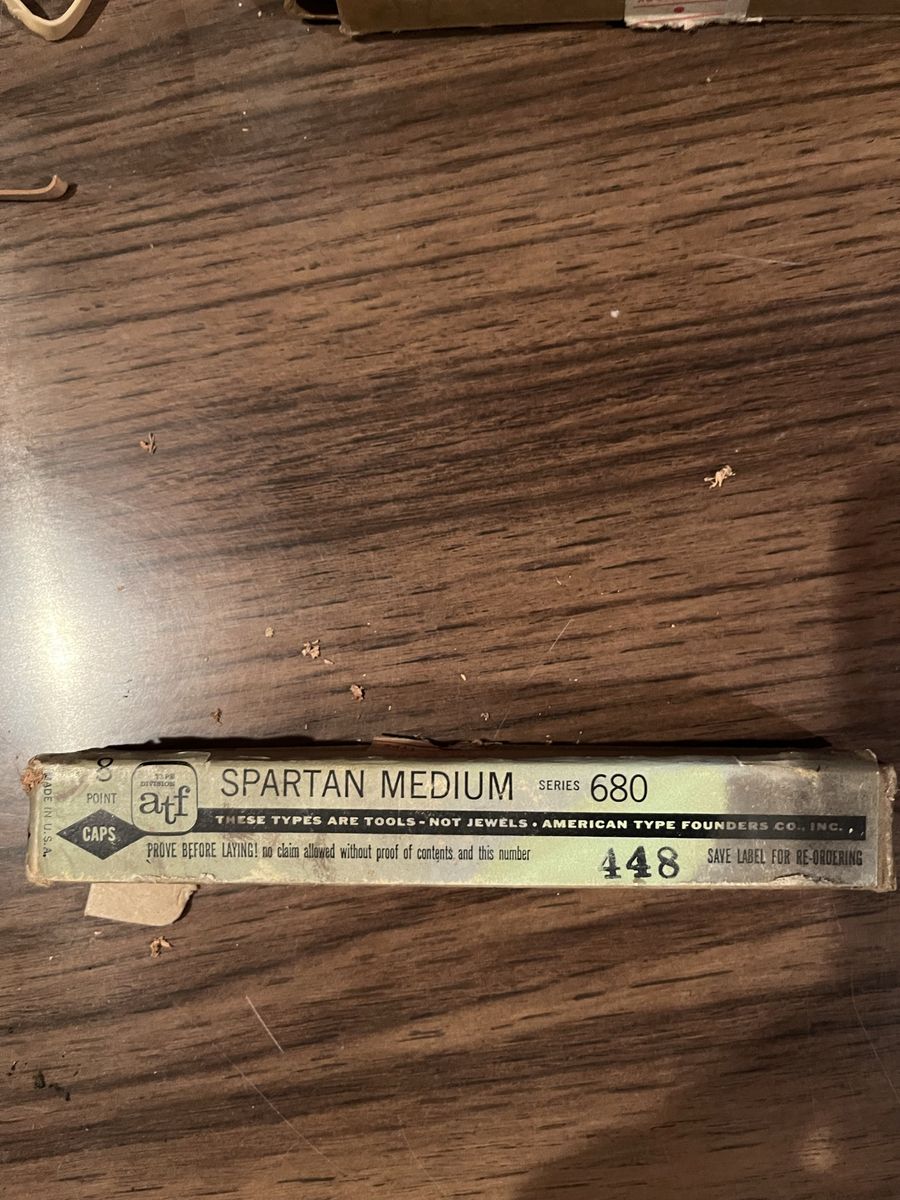 MADE IN U.S.A.
8
POINT
CAPS
TYPE
DIVISION
atf
SPARTAN MEDIUM SERIES 680
THESE TYPES ARE TOOLS - NOT JEWELS • AMERICAN TYPE FOUNDERS CO., INC.
PROVE BEFORE LAYING! no claim allowed without proof of contents and this number 448 SAVE LABEL FOR RE-ORDERING